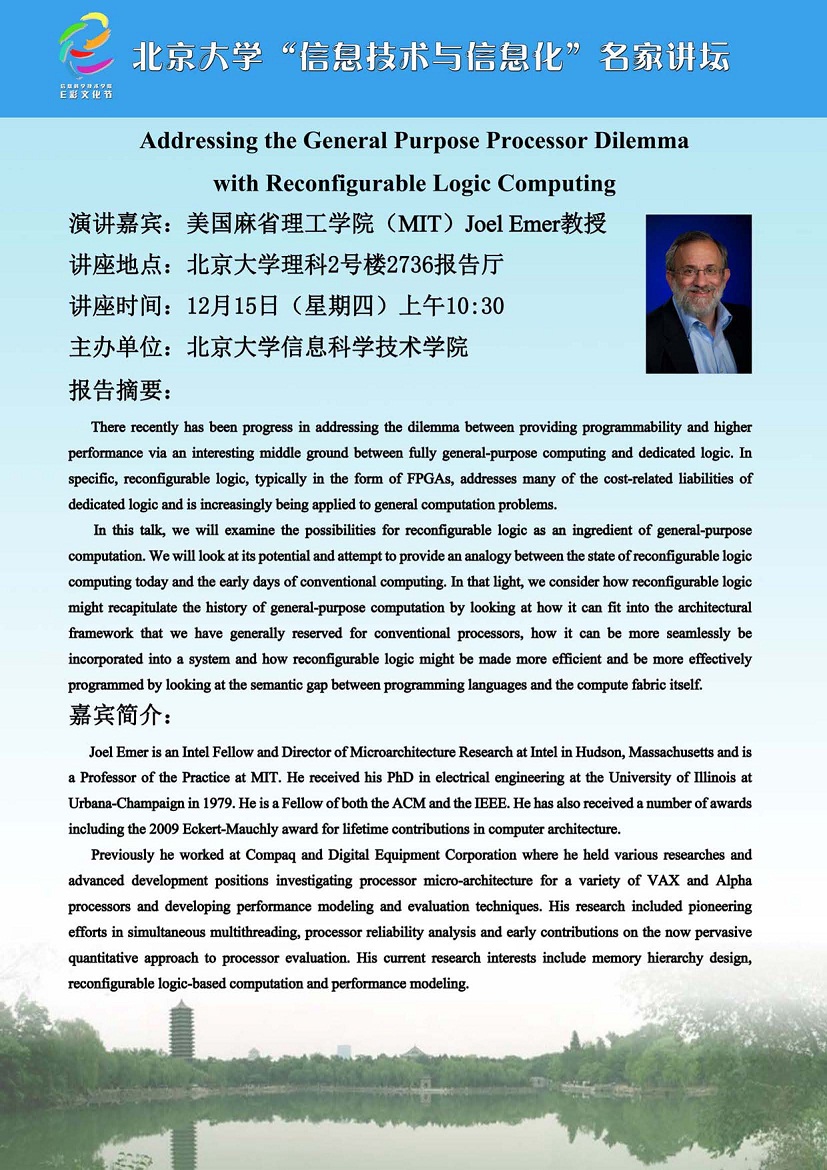 北京大学“信息技术与信息化”名家讲坛
信息科学技术学院
E彩文化节
Addressing the General Purpose Processor Dilemma
with Reconfigurable Logic Computing
演讲嘉宾：美国麻省理工学院（MIT）Joel Emer教授
讲座地点：北京大学理科2号楼2736报告厅
讲座时间：12月15日（星期四）上午10:30
主办单位：北京大学信息科学技术学院
报告摘要：
There recently has been progress in addressing the dilemma between providing programmability and higher
performance via an interesting middle ground between fully general-purpose computing and dedicated logic. In
specific, reconfigurable logic, typically in the form of FPGAs, addresses many of the cost-related liabilities of
dedicated logic and is increasingly being applied to general computation problems.
In this talk, we will examine the possibilities for reconfigurable logic as an ingredient of general-purpose
computation. We will look at its potential and attempt to provide an analogy between the state of reconfigurable logic
computing today and the early days of conventional computing. In that light, we consider how reconfigurable logic
might recapitulate the history of general-purpose computation by looking at how it can fit into the architectural
framework that we have generally reserved for conventional processors, how it can be more seamlessly be
incorporated into a system and how reconfigurable logic might be made more efficient and be more effectively
programmed by looking at the semantic gap between programming languages and the compute fabric itself.
嘉宾简介：
Joel Emer is an Intel Fellow and Director of Microarchitecture Research at Intel in Hudson, Massachusetts and is
a Professor of the Practice at MIT. He received his PhD in electrical engineering at the University of Illinois at
Urbana-Champaign in 1979. He is a Fellow of both the ACM and the IEEE. He has also received a number of awards
including the 2009 Eckert-Mauchly award for lifetime contributions in computer architecture.
Previously he worked at Compaq and Digital Equipment Corporation where he held various researches and
advanced development positions investigating processor micro-architecture for a variety of VAX and Alpha
processors and developing performance modeling and evaluation techniques. His research included pioneering
efforts in simultaneous multithreading, processor reliability analysis and early contributions on the now pervasive
quantitative approach to processor evaluation. His current research interests include memory hierarchy design,
reconfigurable logic-based computation and performance modeling.